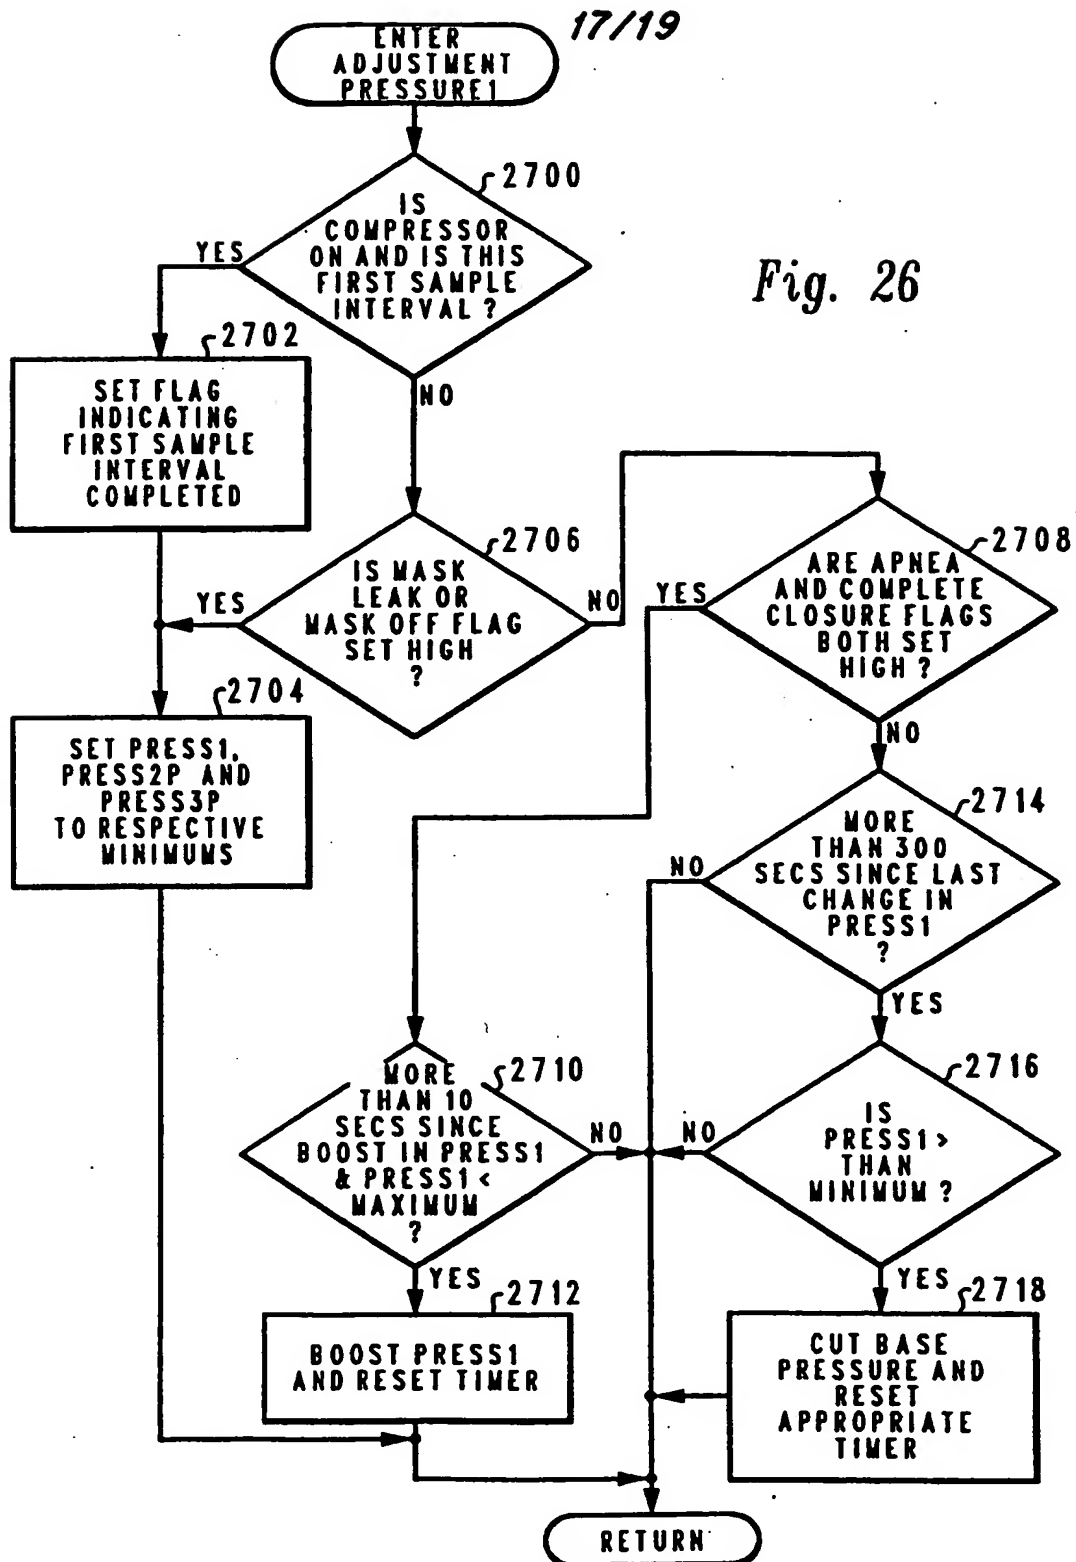 17/19
ENTER
ADJUSTMENT
PRESSURE1
2700
IS
COMPRESSOR
ON AND IS THIS
FIRST SAMPLE
INTERVAL ?
YES
NO
Fig. 26
2702
SET FLAG
INDICATING
FIRST SAMPLE
INTERVAL
COMPLETED
2706
IS MASK
LEAK OR
MASK OFF FLAG
SET HIGH
?
YES
NO
2708
ARE APNEA
AND COMPLETE
CLOSURE FLAGS
BOTH SET
HIGH ?
YES
NO
2704
SET PRESS1,
PRESS2P AND
PRESS3P
TO RESPECTIVE
MINIMUMS
2714
MORE
THAN 300
SECS SINCE LAST
CHANGE IN
PRESS1
?
NO
YES
2710
MORE
THAN 10
SECS SINCE
BOOST IN PRESS1
& PRESS1 <
MAXIMUM
?
NO
YES
2716
IS
PRESS1 >
THAN
MINIMUM ?
NO
YES
2712
BOOST PRESS1
AND RESET TIMER
2718
CUT BASE
PRESSURE AND
RESET
APPROPRIATE
TIMER
RETURN